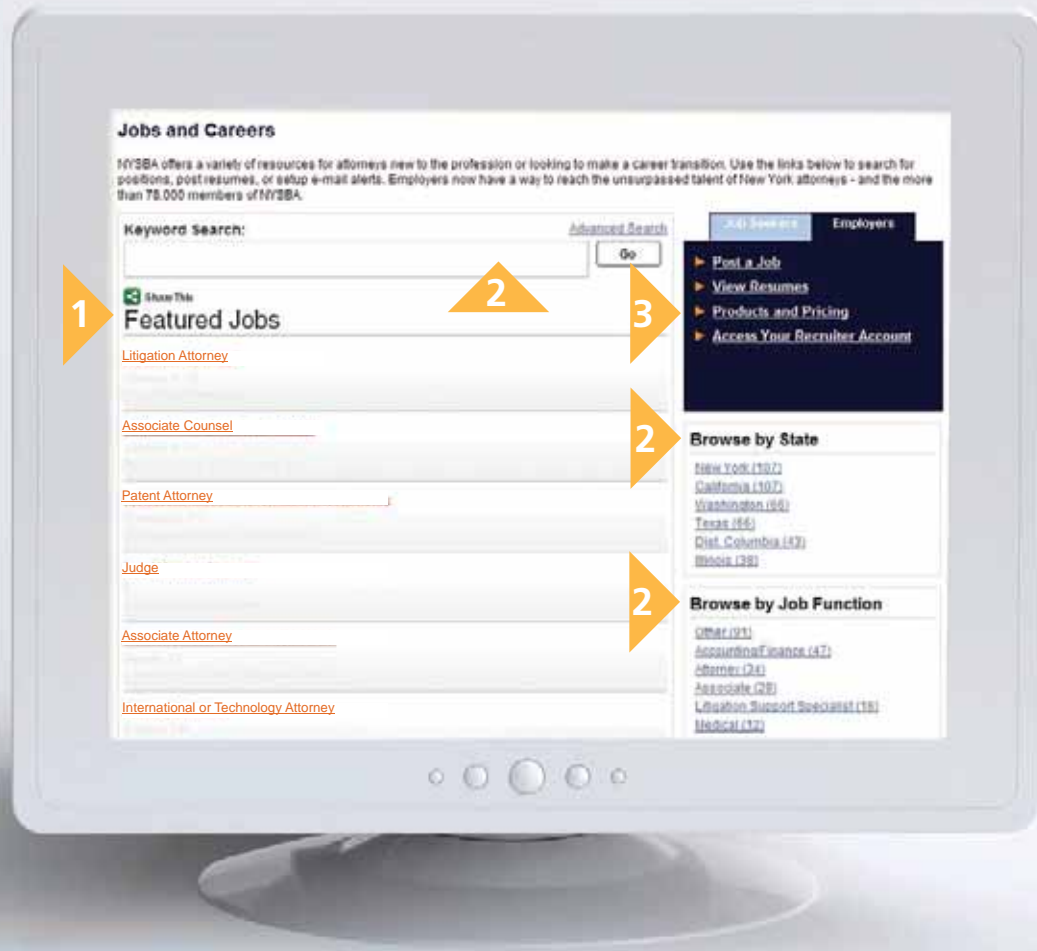 Jobs and Careers
NYSBA offers a variety of resources for attorneys new to the profession or looking to make a career transition. Use the links below to search for
positions, post resumes, or setup e-mail alerts. Employers now have a way to reach the unsurpassed talent of New York attorneys - and the more
than 78,000 members of NYSBA.
Keyword Search:
Advanced Search
Go
Job Seekers
Employers
Post a Job
View Resumes
Products and Pricing
Access Your Recruiter Account
1
2
3
Share This
Featured Jobs
Litigation Attorney
Associate Counsel
Patent Attorney
Judge
Associate Attorney
International or Technology Attorney
2
Browse by State
New York (107)
California (107)
Washington (66)
Texas (66)
Dist. Columbia (43)
Illinois (38)
2
Browse by Job Function
Other (91)
Accounting/Finance (47)
Attorney (34)
Associate (28)
Litigation Support Specialist (18)
Medical (12)